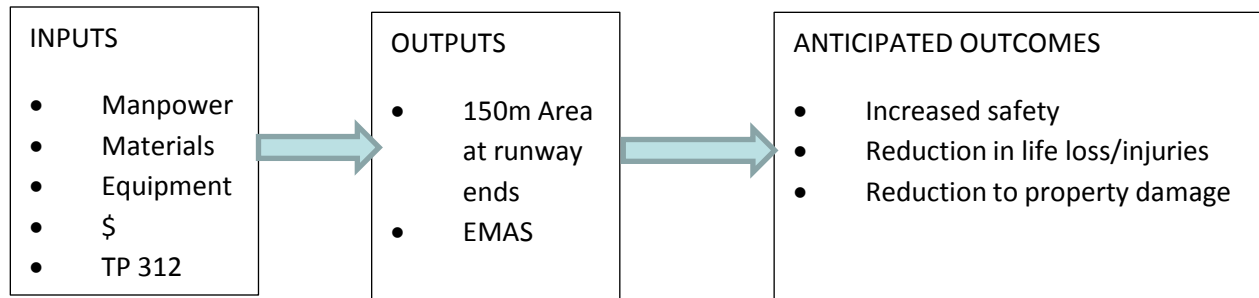 INPUTS
• Manpower
• Materials
• Equipment
• $
• TP 312
OUTPUTS
• 150m Area
at runway
ends
• EMAS
ANTICIPATED OUTCOMES
• Increased safety
• Reduction in life loss/injuries
• Reduction to property damage